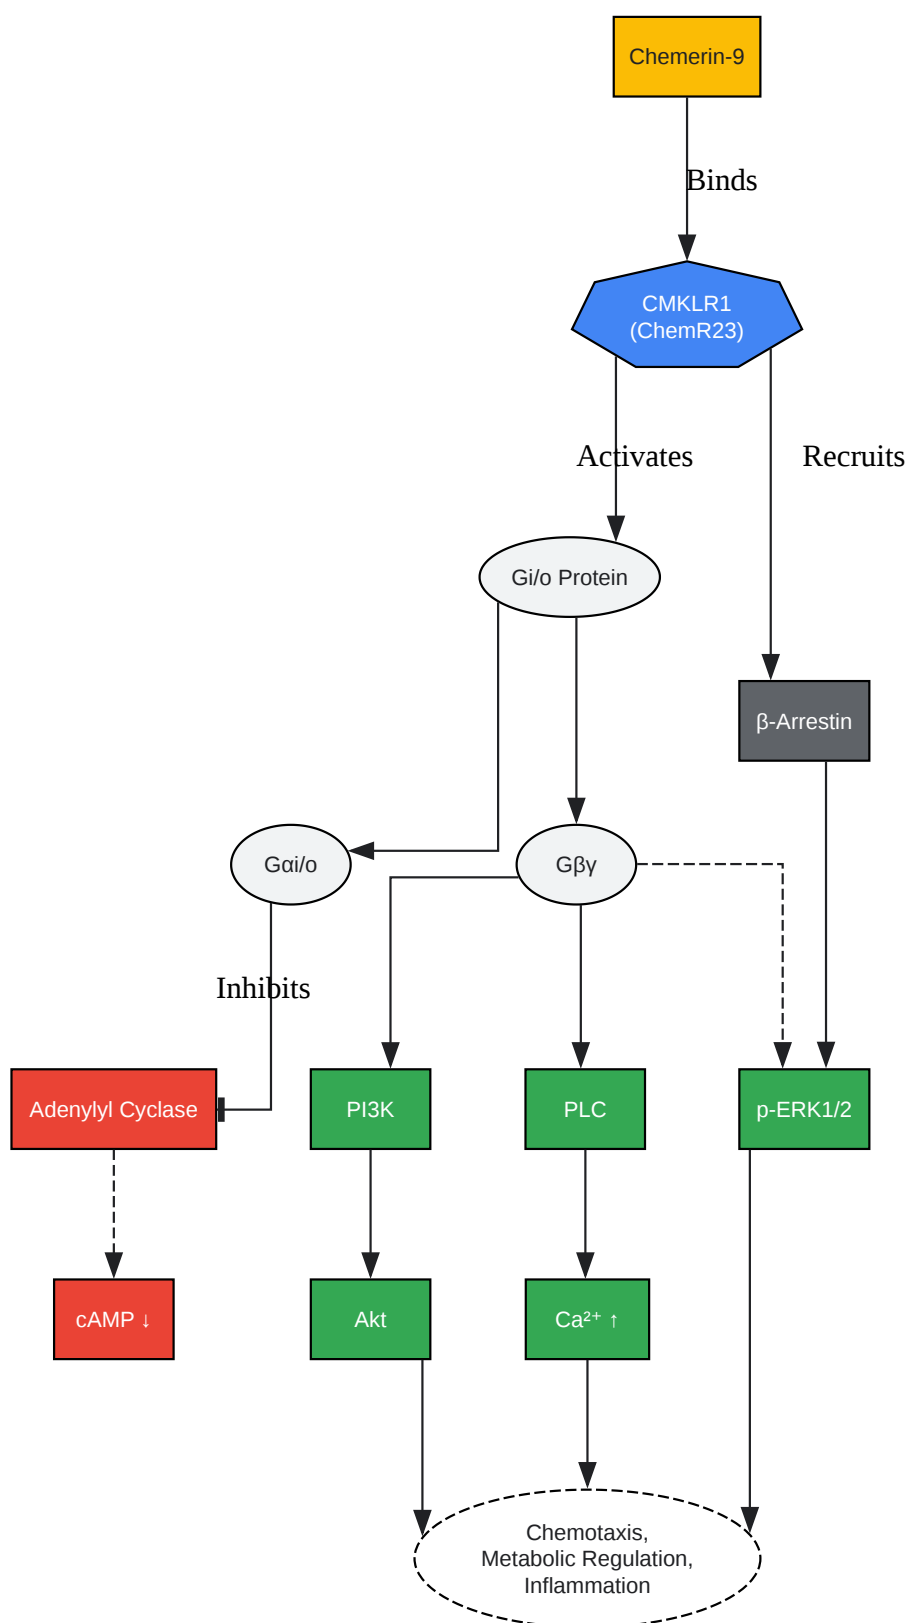 Chemerin-9
Binds
CMKLR1
(ChemR23)
Activates
Recruits
Gi/o Protein
β-Arrestin
Gαi/o
Gβγ
Inhibits
Adenylyl Cyclase
PI3K
PLC
p-ERK1/2
cAMP ↓
Akt
Ca²⁺ ↑
Chemotaxis,
Metabolic Regulation,
Inflammation